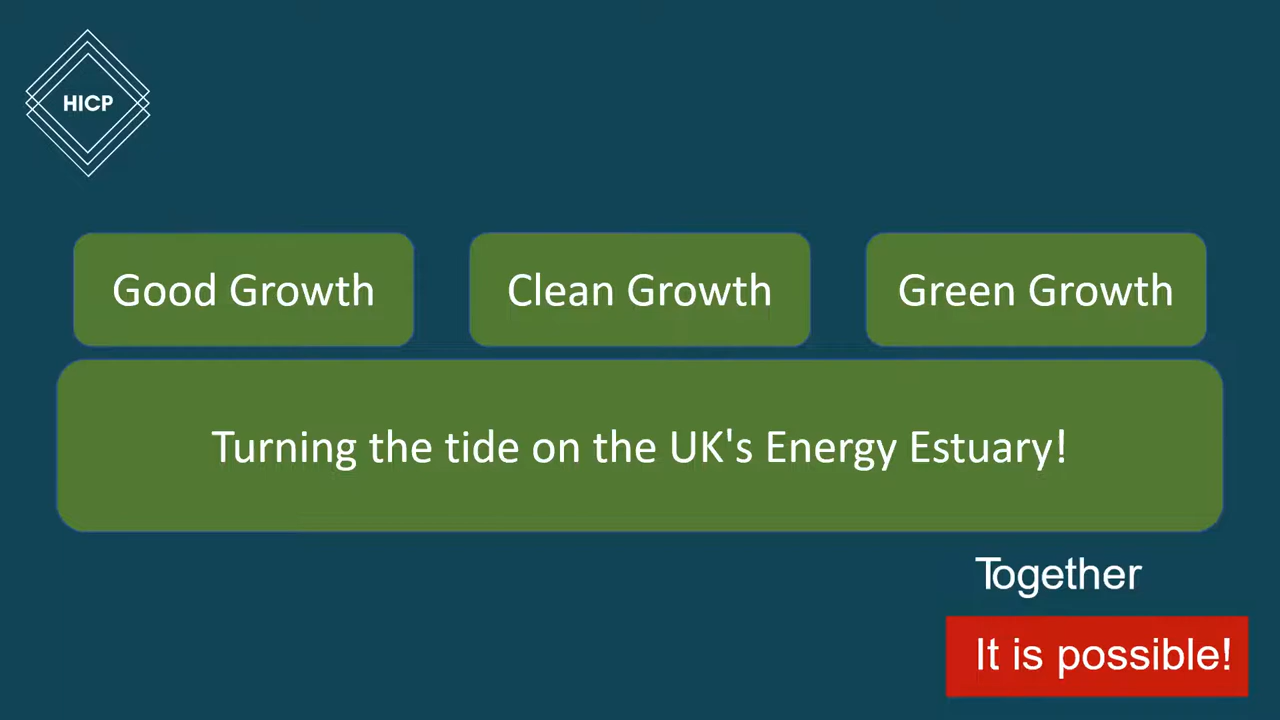 HICP
Good Growth
Clean Growth
Green Growth
Turning the tide on the UK's Energy Estuary!
Together
It is possible!